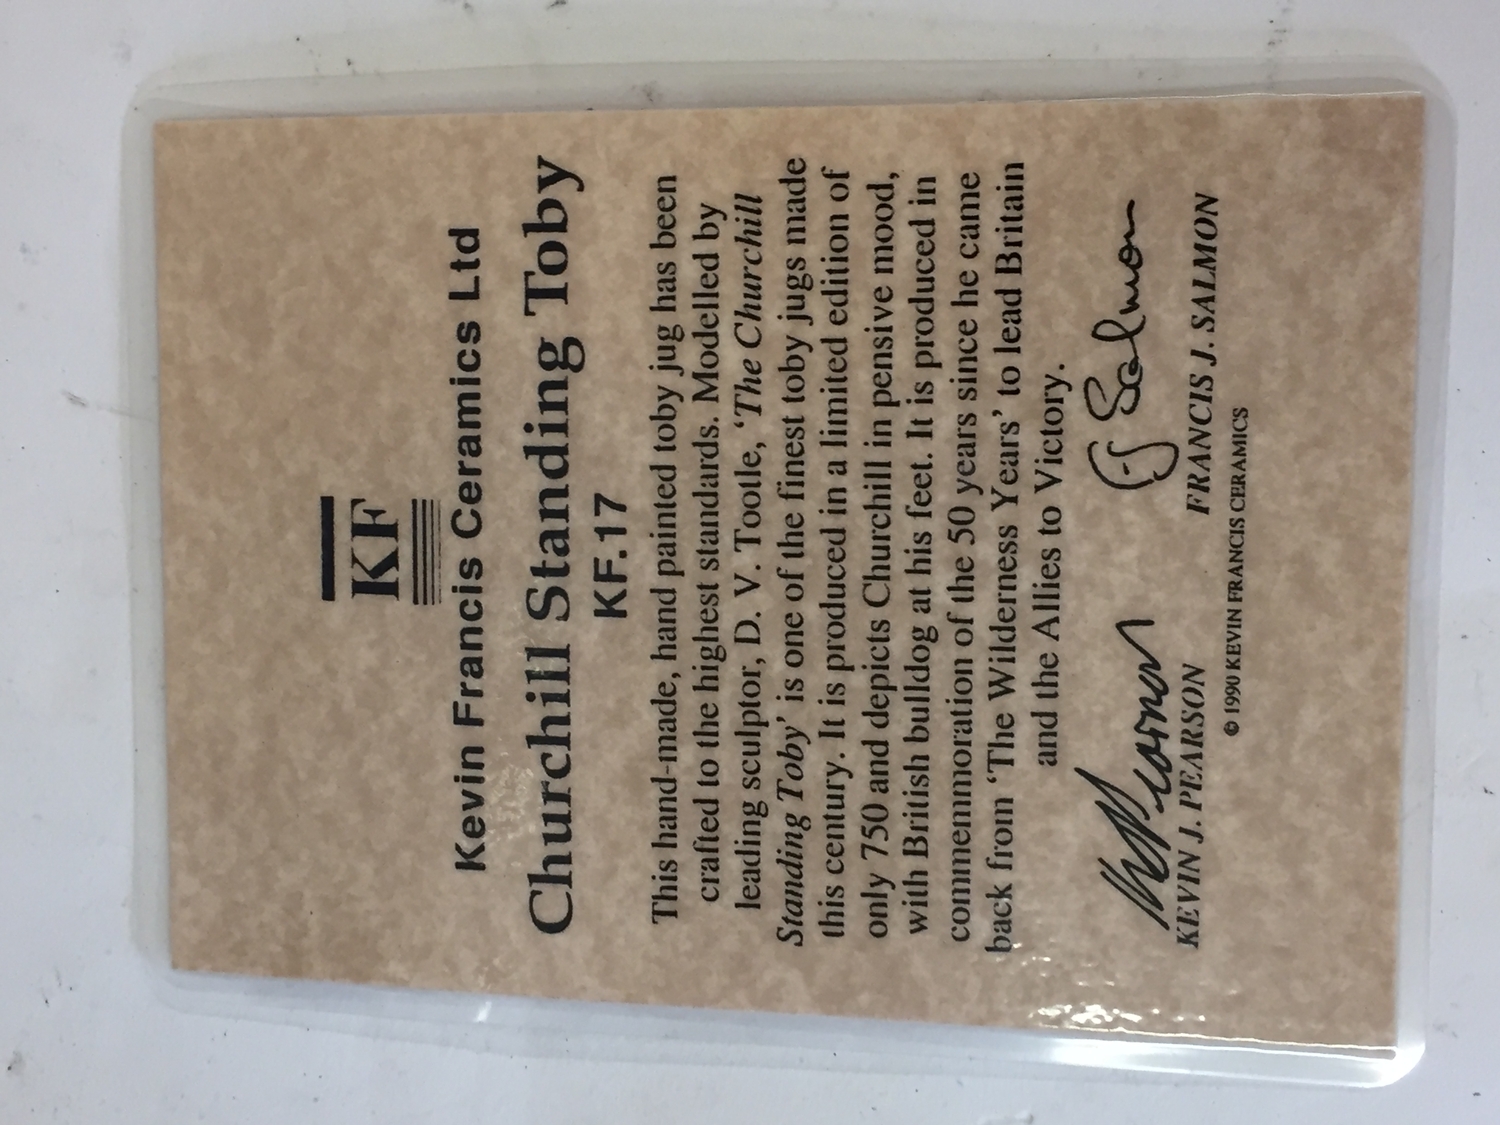 KF
Kevin Francis Ceramics Ltd
Churchill Standing Toby
KF.17
This hand-made, hand painted toby jug has been
crafted to the highest standards. Modelled by
leading sculptor, D. V. Tootle, ‘The Churchill
Standing Toby’ is one of the finest toby jugs made
this century. It is produced in a limited edition of
only 750 and depicts Churchill in pensive mood,
with British bulldog at his feet. It is produced in
commemoration of the 50 years since he came
back from ‘The Wilderness Years’ to lead Britain
and the Allies to Victory.
KJ Pearson FJ Salmon
KEVIN J. PEARSON FRANCIS J. SALMON
© 1990 KEVIN FRANCIS CERAMICS